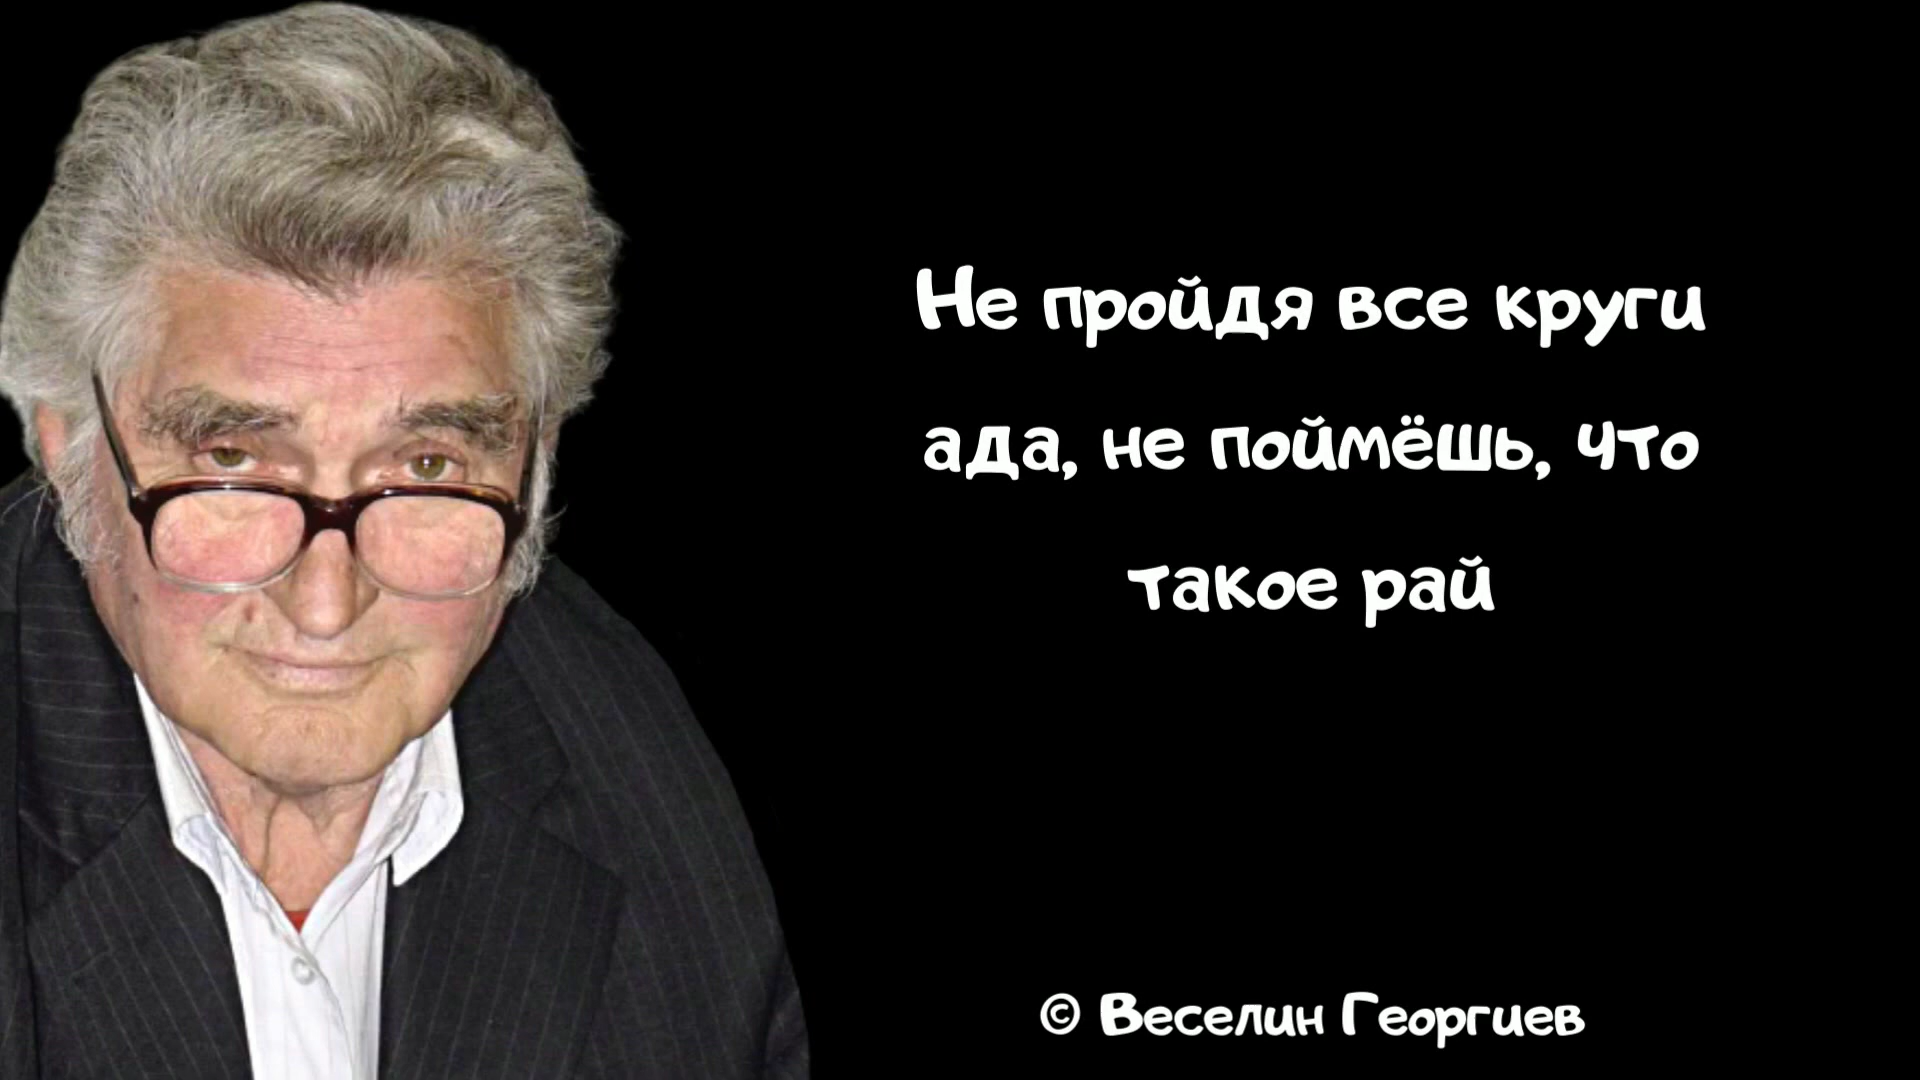 Не пройдя все круги
ада, не поймёшь, что
такое рай
© Веселин Георгиев